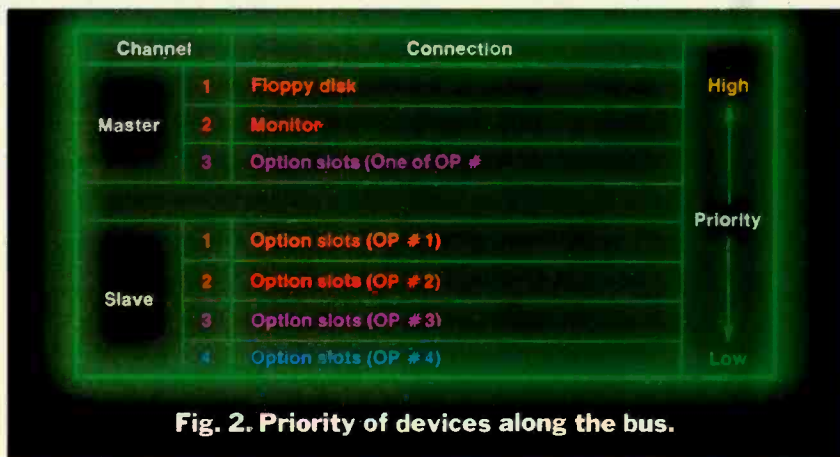 Channel Connection
Master
1 Floppy disk
2 Monitor
3 Option slots (One of OP #
Slave
1 Option slots (OP #1)
2 Option slots (OP #2)
3 Option slots (OP #3)
4 Option slots (OP #4)
High
Priority
Low
Fig. 2. Priority of devices along the bus.